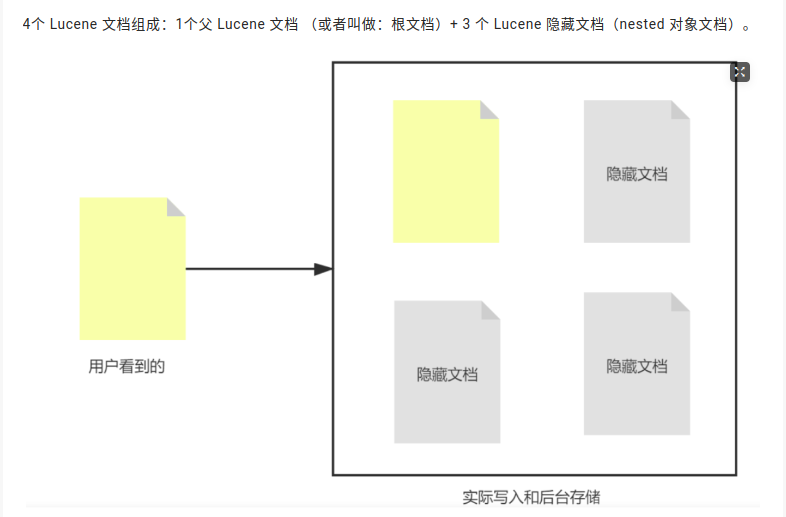 4个 Lucene 文档组成：1个父 Lucene 文档 （或者叫做：根文档）+ 3 个 Lucene 隐藏文档（nested 对象文档）。
隐藏文档
用户看到的
隐藏文档
隐藏文档
实际写入和后台存储